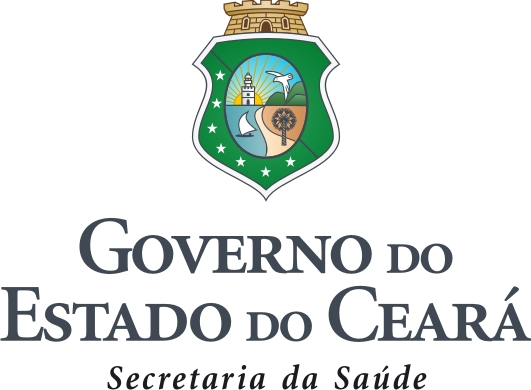 GOVERNO DO
ESTADO DO CEARÁ
Secretaria da Saúde